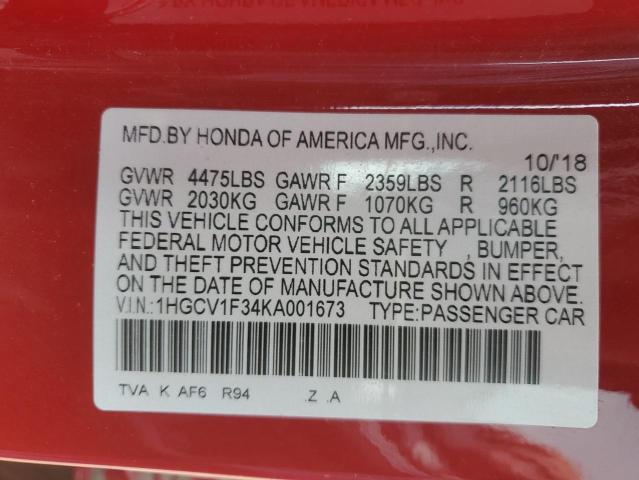 MFD.BY HONDA OF AMERICA MFG.,INC.
10/'18
GVWR 4475LBS GAWR F 2359LBS R 2116LBS
GVWR 2030KG GAWR F 1070KG R 960KG
THIS VEHICLE CONFORMS TO ALL APPLICABLE
FEDERAL MOTOR VEHICLE SAFETY , BUMPER,
AND THEFT PREVENTION STANDARDS IN EFFECT
ON THE DATE OF MANUFACTURE SHOWN ABOVE.
V.I.N.:1HGCV1F34KA001673 TYPE:PASSENGER CAR
TVA K AF6 R94 .Z .A